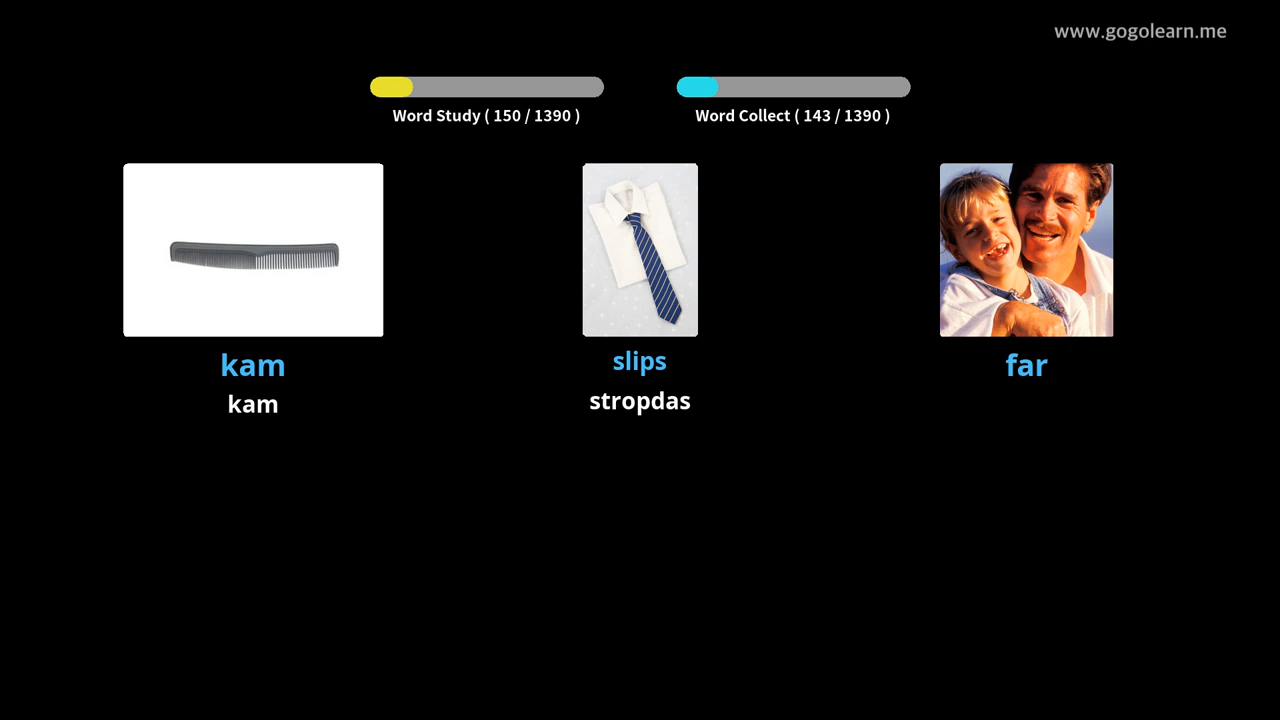 www.gogolearn.me
Word Study ( 150 / 1390 )
Word Collect ( 143 / 1390 )
kam
kam
slips
stropdas
far